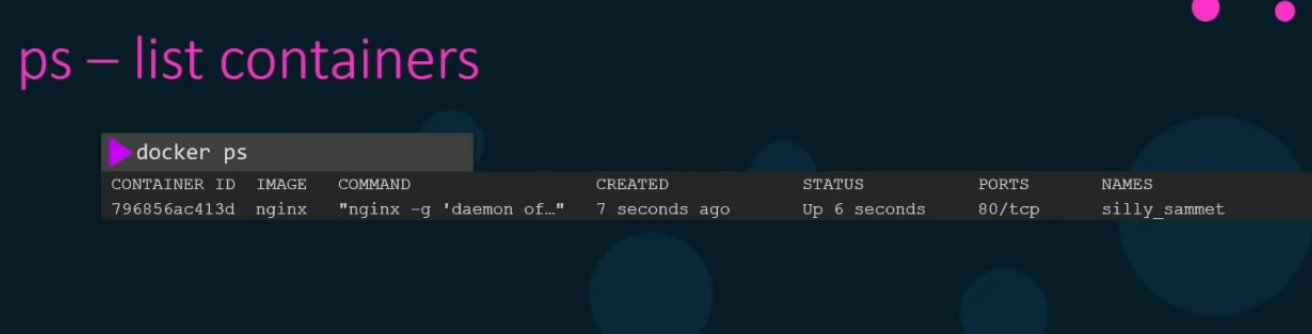 ps – list containers
docker ps
CONTAINER ID IMAGE COMMAND CREATED STATUS PORTS NAMES
796856ac413d nginx "nginx -g 'daemon of…" 7 seconds ago Up 6 seconds 80/tcp silly_sammet